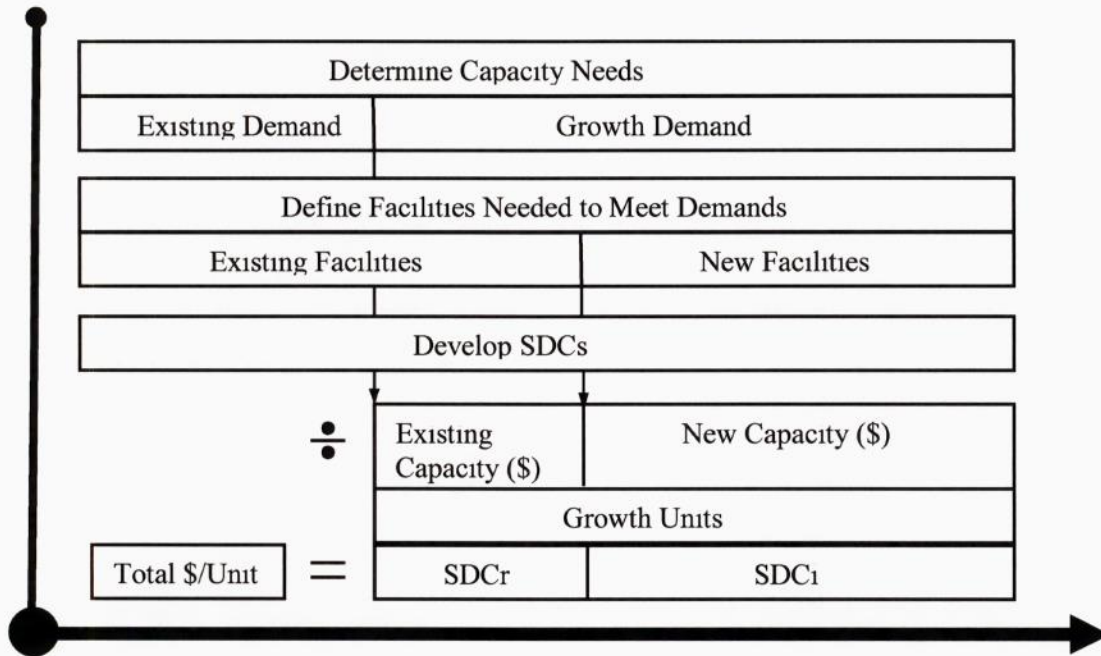 Determine Capacity Needs
Existing Demand Growth Demand
Define Facilities Needed to Meet Demands
Existing Facilities New Facilities
Develop SDCs
÷ Existing New Capacity ($)
Capacity ($)
Growth Units
Total $/Unit = SDCr SDCi